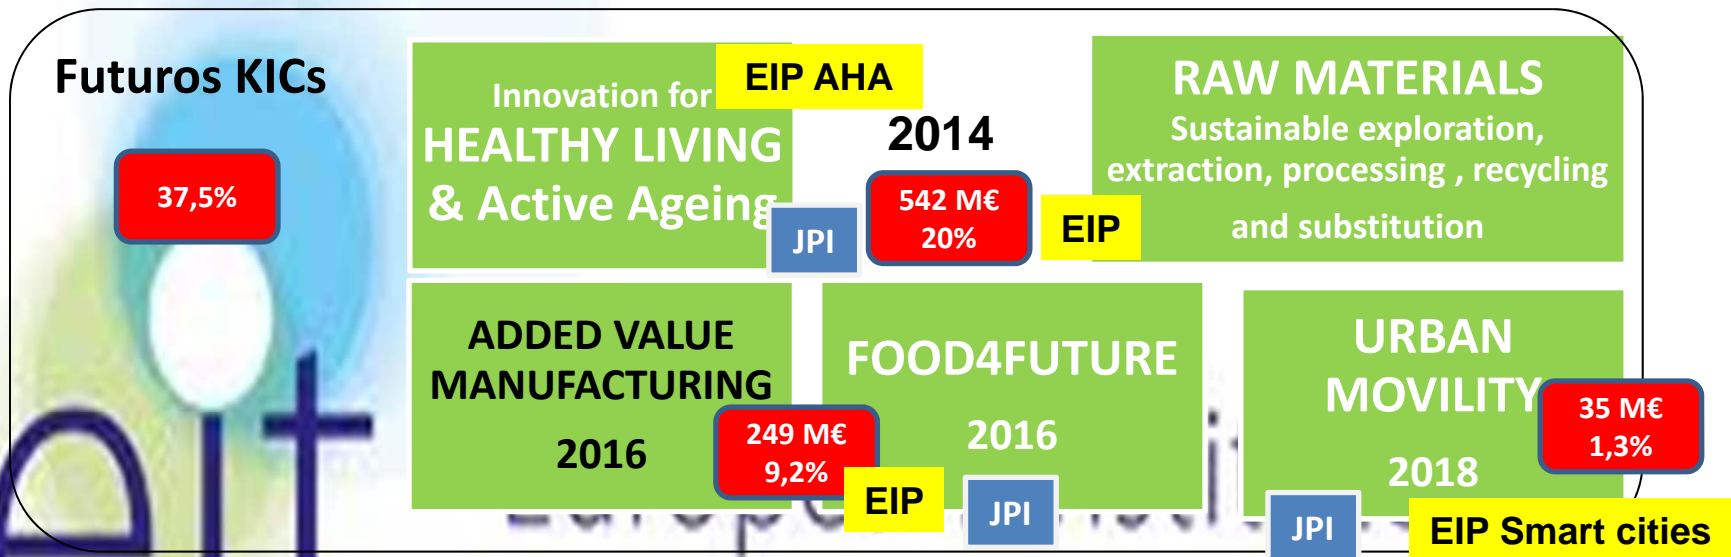 Futuros KICs
37,5%
Innovation for
HEALTHY LIVING
& Active Ageing
EIP AHA
JPI
2014
542 M€
20%
EIP
RAW MATERIALS
Sustainable exploration,
extraction, processing , recycling
and substitution
ADDED VALUE
MANUFACTURING
2016
249 M€
9,2%
EIP
FOOD4FUTURE
2016
JPI
URBAN
MOVILITY
2018
35 M€
1,3%
JPI
EIP Smart cities
eit